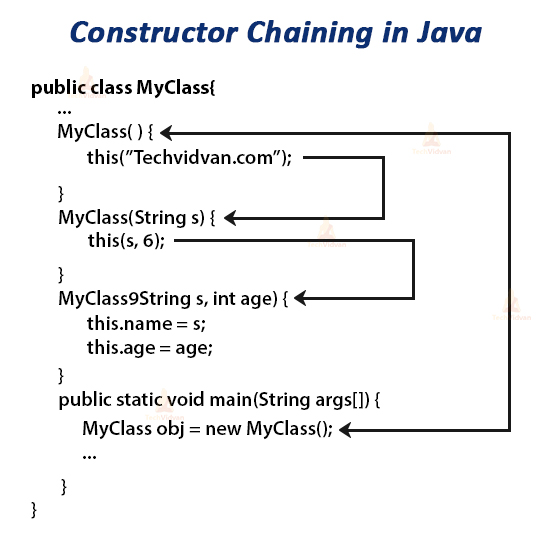 Constructor Chaining in Java
public class MyClass{
...
MyClass( ) {
this(”Techvidvan.com”);
}
MyClass(String s) {
this(s, 6);
}
MyClass9String s, int age) {
this.name = s;
this.age = age;
}
public static void main(String args[]) {
MyClass obj = new MyClass();
...
}
}